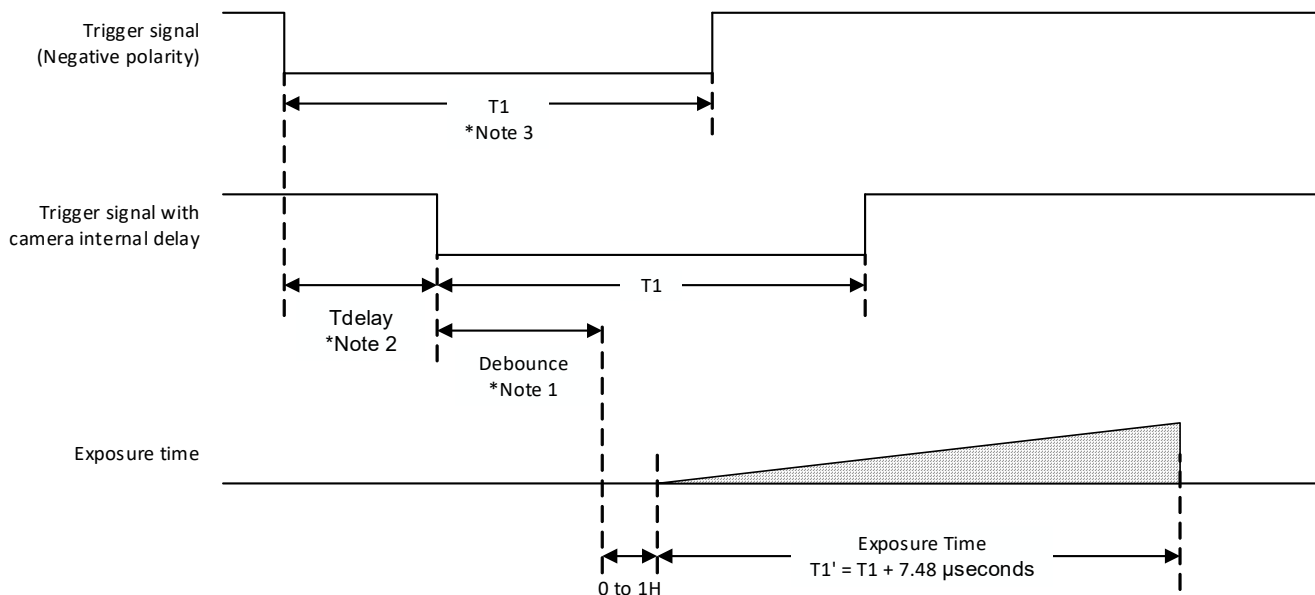 Trigger signal
(Negative polarity)
T1
*Note 3
Trigger signal with
camera internal delay
T1
Tdelay
*Note 2
Debounce
*Note 1
Exposure time
Exposure Time
T1' = T1 + 7.48 µseconds
0 to 1H